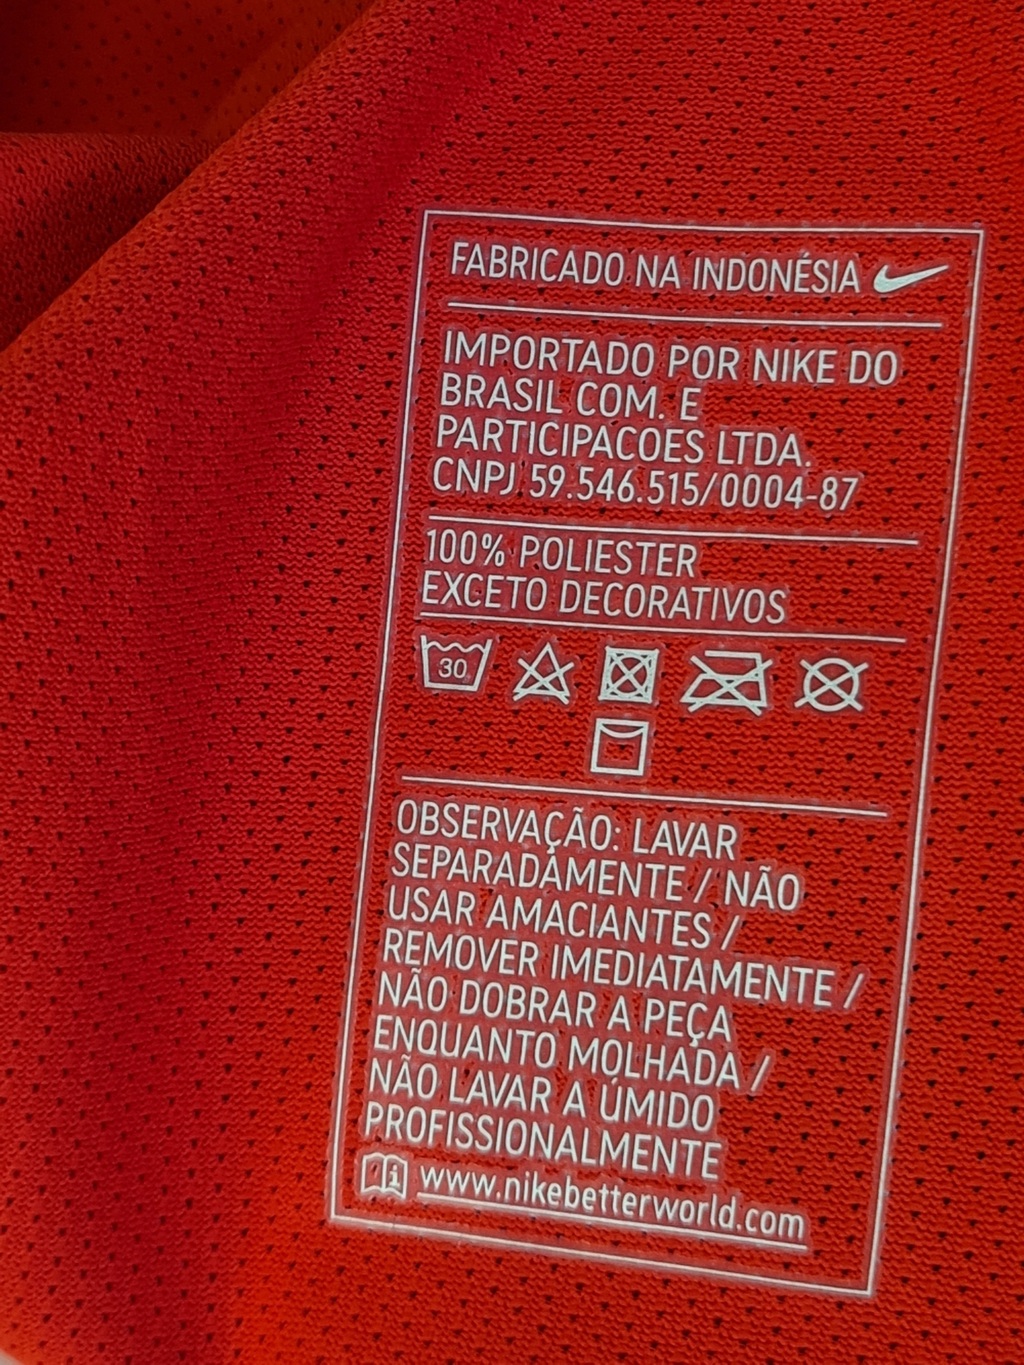 FABRICADO NA INDONÉSIA
IMPORTADO POR NIKE DO
BRASIL COM. E
PARTICIPACOES LTDA.
CNPJ 59.546.515/0004-87
100% POLIESTER
EXCETO DECORATIVOS
30
OBSERVAÇÃO: LAVAR
SEPARADAMENTE / NÃO
USAR AMACIANTES /
REMOVER IMEDIATAMENTE /
NÃO DOBRAR A PEÇA
ENQUANTO MOLHADA /
NÃO LAVAR A ÚMIDO
PROFISSIONALMENTE
i www.nikebetterworld.com